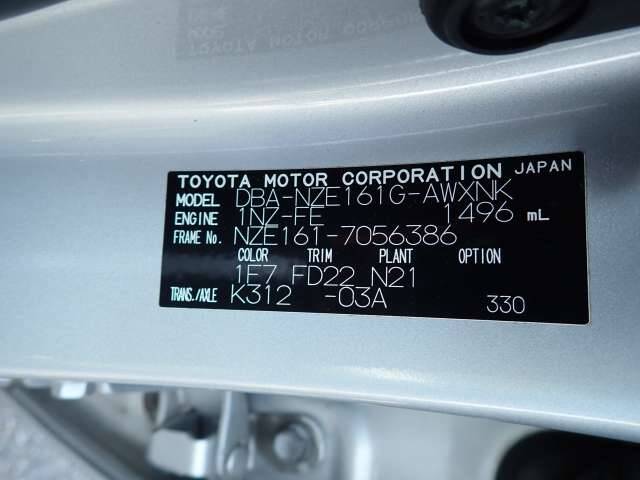 TOYOTA MOTOR CORPORATION JAPAN
MODEL DBA-NZE161G-AWXNK
ENGINE 1NZ-FE 1496 mL
FRAME No. NZE161-7056386
COLOR TRIM PLANT OPTION
1E7 FD22 N21
TRANS./AXLE K312 -03A 330